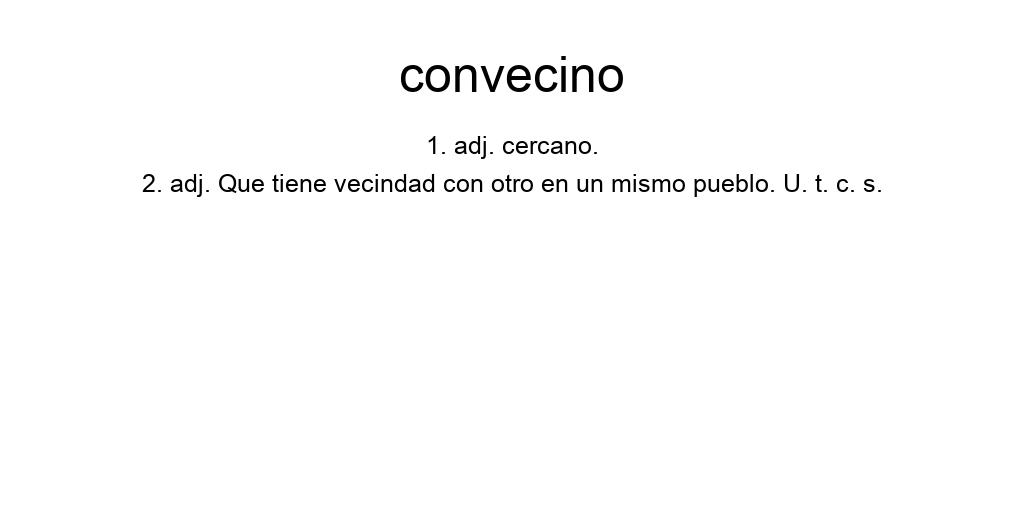 convecino
1. adj. cercano.
2. adj. Que tiene vecindad con otro en un mismo pueblo. U. t. c. s.